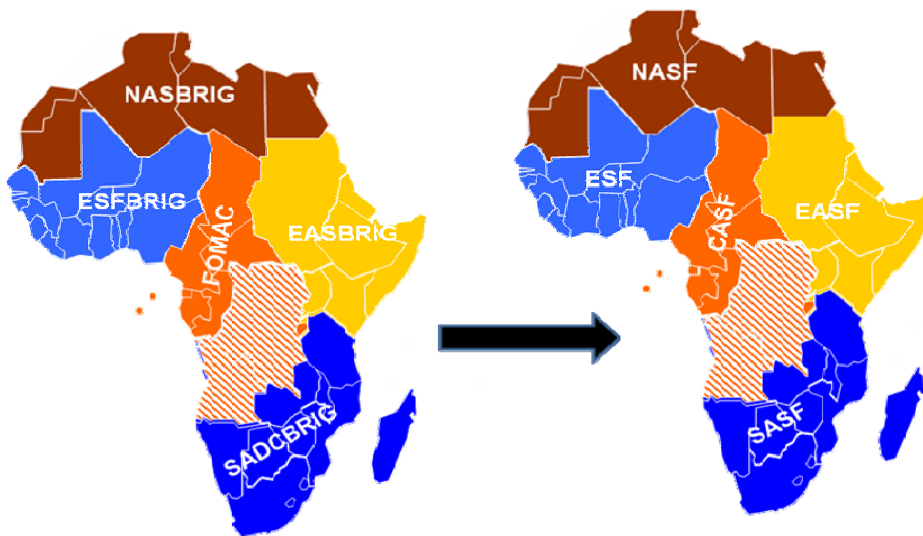 NASBRIG
ESFBRIG
FOMAC
EASBRIG
SADCBRIG
NASF
ESF
CASF
EASF
SASF